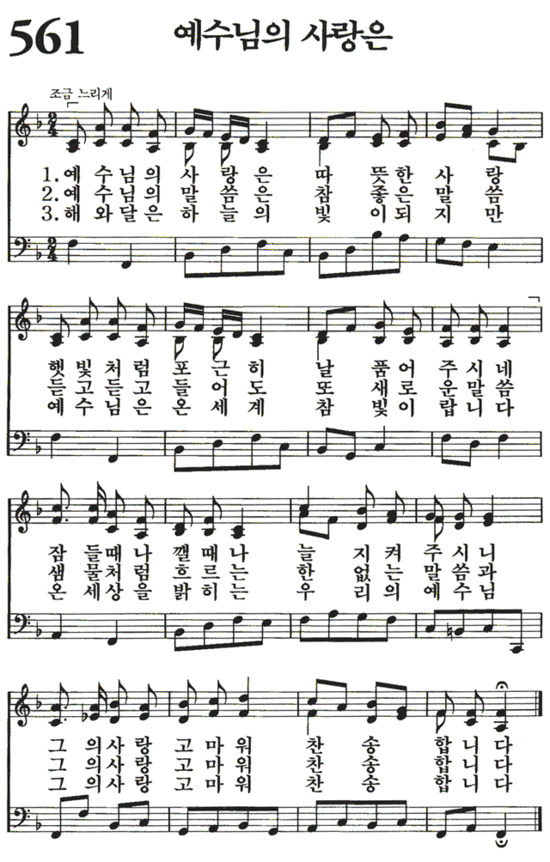 561 예수님의 사랑은
조금 느리게
1. 예 수 님 의 사 랑 은 따 뜻 한 사 랑
2. 예 수 님 의 말 씀 은 참 좋 은 말 씀
3. 해 와 달 은 하 늘 의 빛 이 되 지 만
햇 빛 처 럼 포 근 히 날 품 어 주 시 네
듣 고 듣 고 들 어 도 또 새 로 운 말 씀
예 수 님 은 온 세 계 참 빛 이 랍 니 다
잠 들 때 나 깰 때 나 늘 지 켜 주 시 니
샘 물 처 럼 흐 르 는 한 없 는 말 씀 과
온 세 상 을 밝 히 는 우 리 의 예 수 님
그 의 사 랑 고 마 워 찬 송 합 니 다
그 의 사 랑 고 마 워 찬 송 합 니 다
그 의 사 랑 고 마 워 찬 송 합 니 다